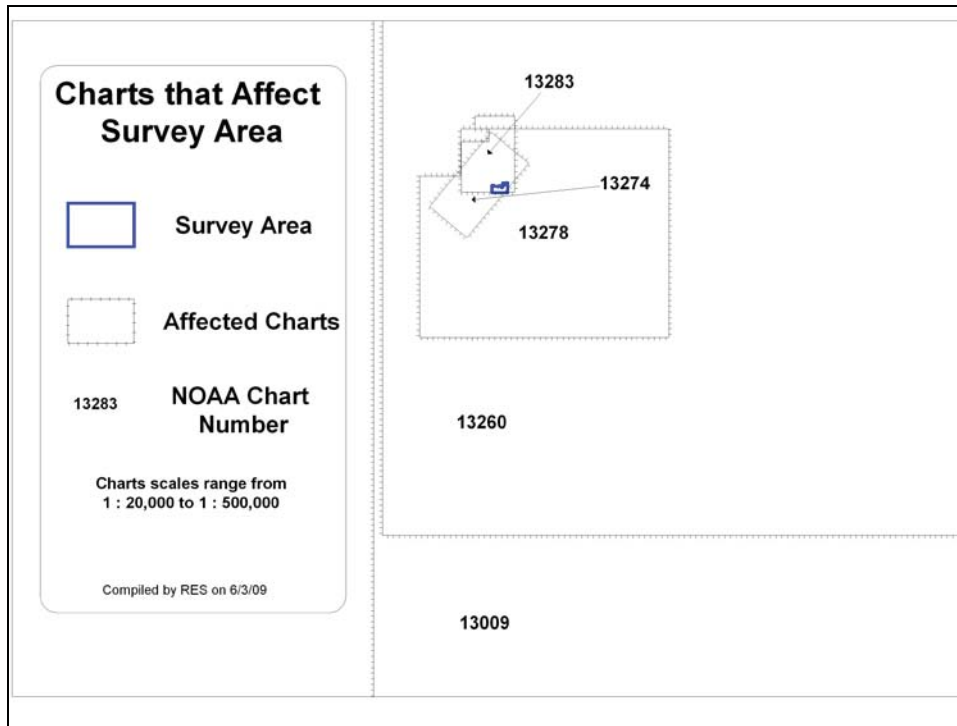 Charts that Affect
Survey Area
Survey Area
Affected Charts
13283
NOAA Chart
Number
Charts scales range from
1 : 20,000 to 1 : 500,000
Compiled by RES on 6/3/09
13283
13274
13278
13260
13009